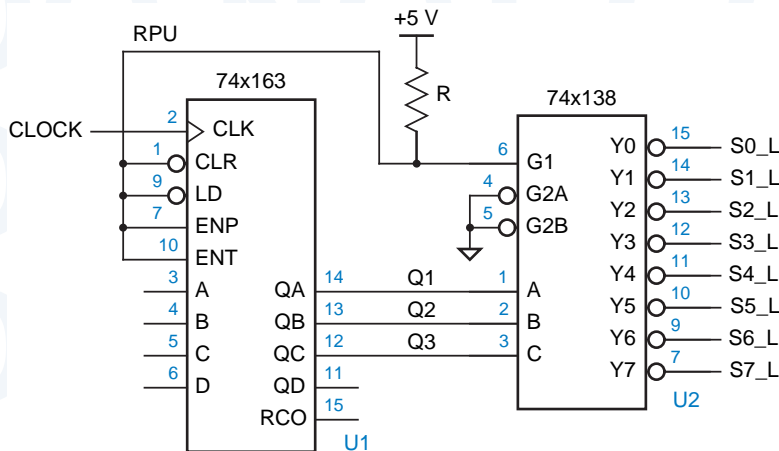 +5 V
RPU
R
74x163
74x138
CLOCK
2
CLK
1
CLR
9
LD
7
ENP
10
ENT
3
A
4
B
5
C
6
D
QA
14
QB
13
QC
12
QD
11
RCO
15
U1
Q1
Q2
Q3
6
G1
4
G2A
5
G2B
1
A
2
B
3
C
Y0
15
S0_L
Y1
14
S1_L
Y2
13
S2_L
Y3
12
S3_L
Y4
11
S4_L
Y5
10
S5_L
Y6
9
S6_L
Y7
7
S7_L
U2